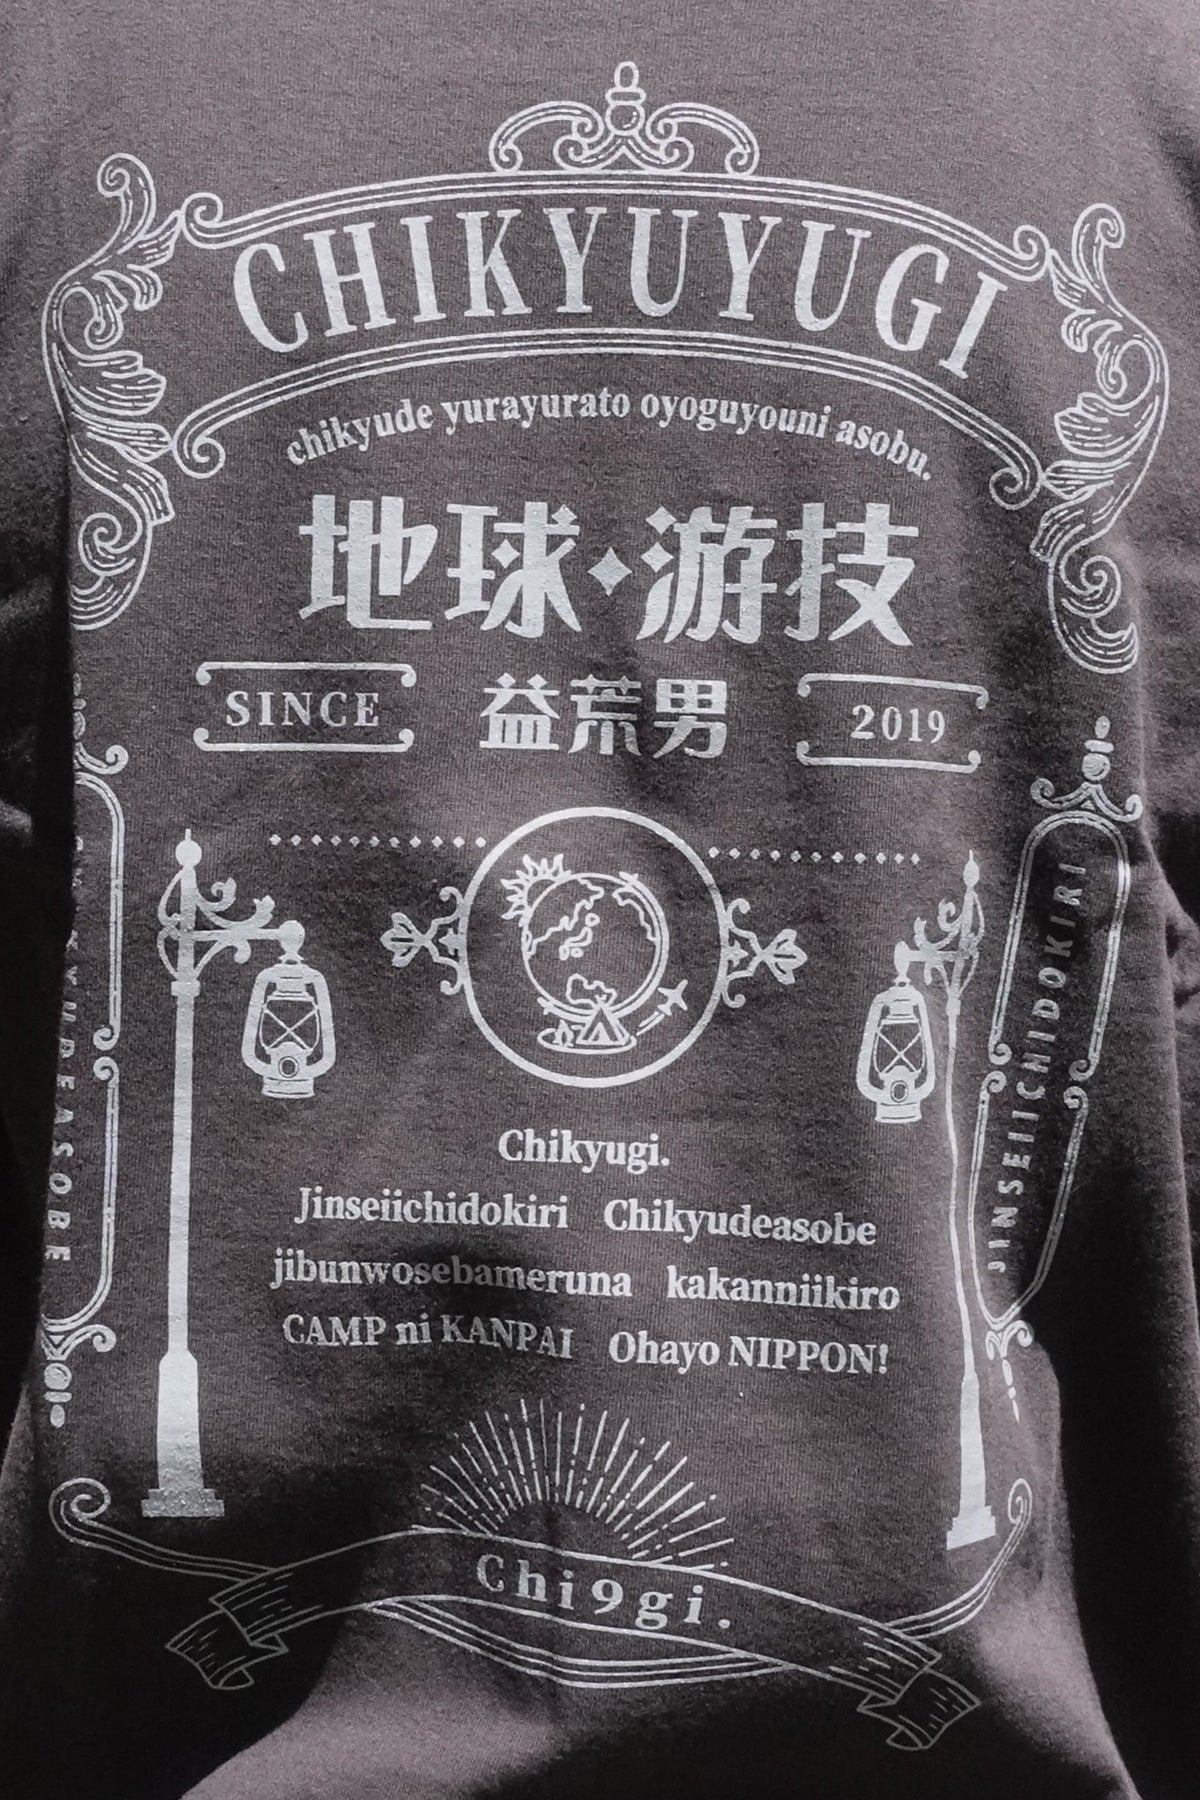 CHIKYUYUGI
chikyude yurayurato oyoguyouni asobu.
地球・游技
SINCE
益荒男
2019
KYUDEASOBE
JINSEIICHIDOKIRI
Chikyugi.
Jinseiichidokiri Chikyudeasobe
jibunwosebameruna kakanniikiro
CAMP ni KANPAI Ohayo NIPPON!
Chi9gi.